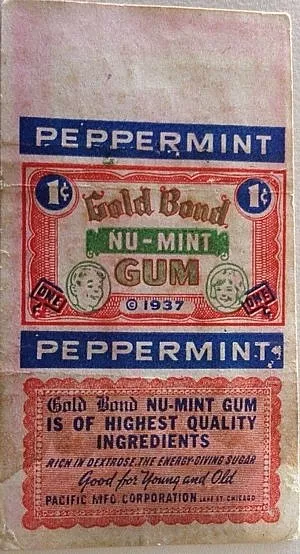 PEPPERMINT
1¢ Gold Bond 1¢
NU-MINT
GUM
ONE ¢ © 1937 ONE ¢
PEPPERMINT
Gold Bond NU-MINT GUM
IS OF HIGHEST QUALITY
INGREDIENTS
RICH IN DEXTROSE, THE ENERGY-GIVING SUGAR
Good for Young and Old
PACIFIC MFG. CORPORATION LAKE ST. CHICAGO